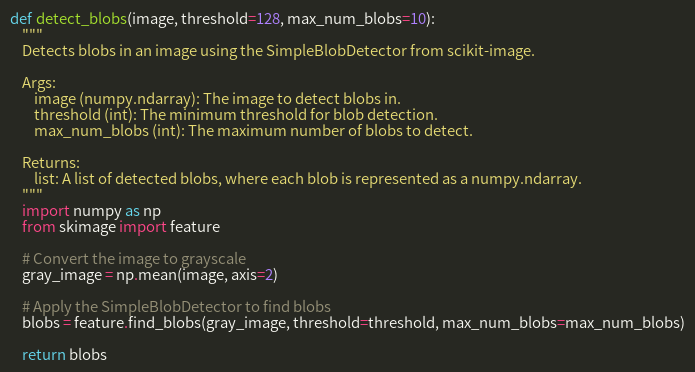 def detect_blobs(image, threshold=128, max_num_blobs=10):
    """
    Detects blobs in an image using the SimpleBlobDetector from scikit-image.

    Args:
        image (numpy.ndarray): The image to detect blobs in.
        threshold (int): The minimum threshold for blob detection.
        max_num_blobs (int): The maximum number of blobs to detect.

    Returns:
        list: A list of detected blobs, where each blob is represented as a numpy.ndarray.
    """
    import numpy as np
    from skimage import feature

    # Convert the image to grayscale
    gray_image = np.mean(image, axis=2)

    # Apply the SimpleBlobDetector to find blobs
    blobs = feature.find_blobs(gray_image, threshold=threshold, max_num_blobs=max_num_blobs)

    return blobs